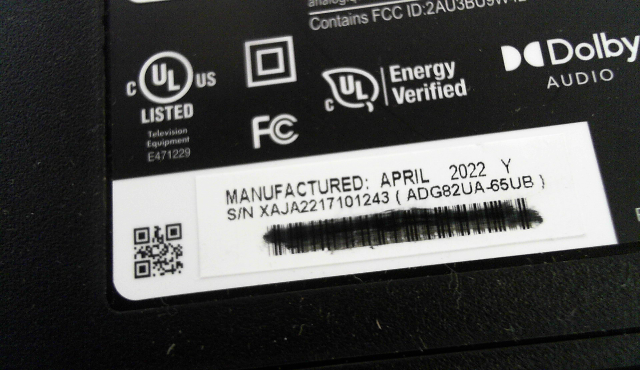 Contains FCC ID:
C UL US
LISTED
Television
Equipment
E471229
FC
C UL
Energy
Verified
Dolby
AUDIO
MANUFACTURED: APRIL 2022 Y
S/N XAJA2217101243 ( ADG82UA-65UB )